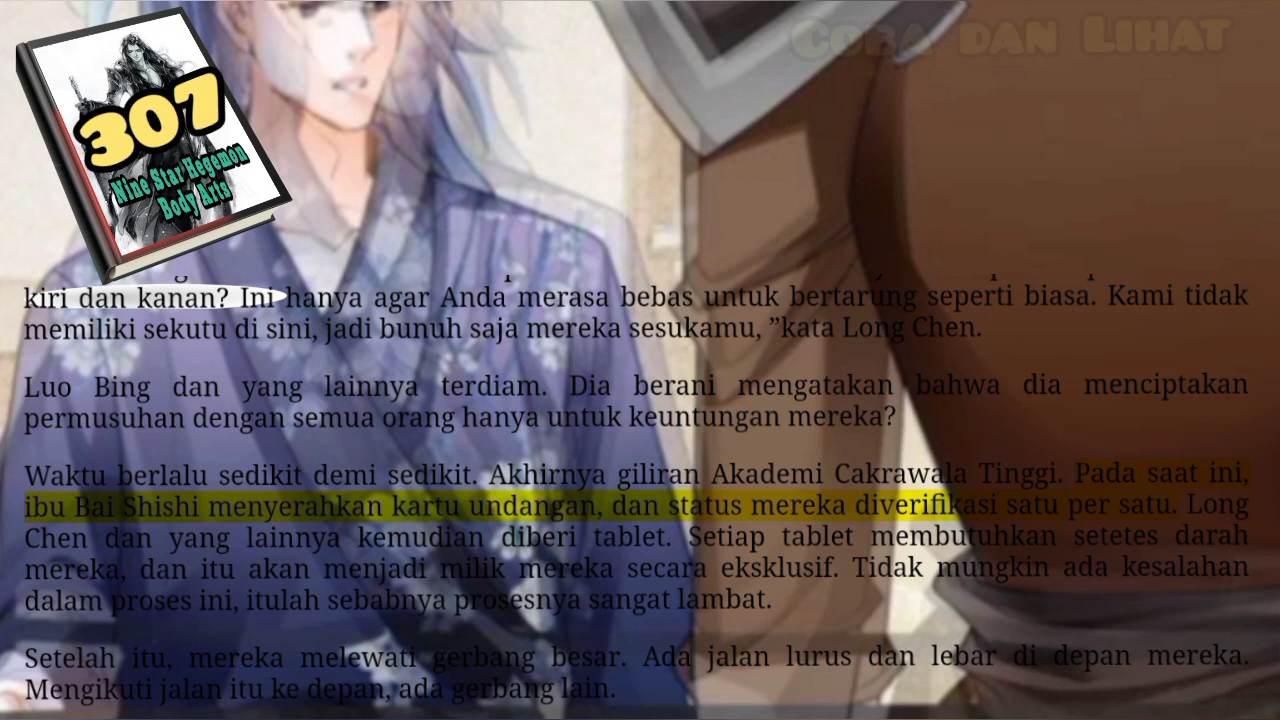 Coba dan Lihat
307
Nine Star Hegemon
Body Arts
kiri dan kanan? Ini hanya agar Anda merasa bebas untuk bertarung seperti biasa. Kami tidak
memiliki sekutu di sini, jadi bunuh saja mereka sesukamu, ”kata Long Chen.
Luo Bing dan yang lainnya terdiam. Dia berani mengatakan bahwa dia menciptakan
permusuhan dengan semua orang hanya untuk keuntungan mereka?
Waktu berlalu sedikit demi sedikit. Akhirnya giliran Akademi Cakrawala Tinggi. Pada saat ini,
ibu Bai Shishi menyerahkan kartu undangan, dan status mereka diverifikasi satu per satu. Long
Chen dan yang lainnya kemudian diberi tablet. Setiap tablet membutuhkan setetes darah
mereka, dan itu akan menjadi milik mereka secara eksklusif. Tidak mungkin ada kesalahan
dalam proses ini, itulah sebabnya prosesnya sangat lambat.
Setelah itu, mereka melewati gerbang besar. Ada jalan lurus dan lebar di depan mereka.
Mengikuti jalan itu ke depan, ada gerbang lain.